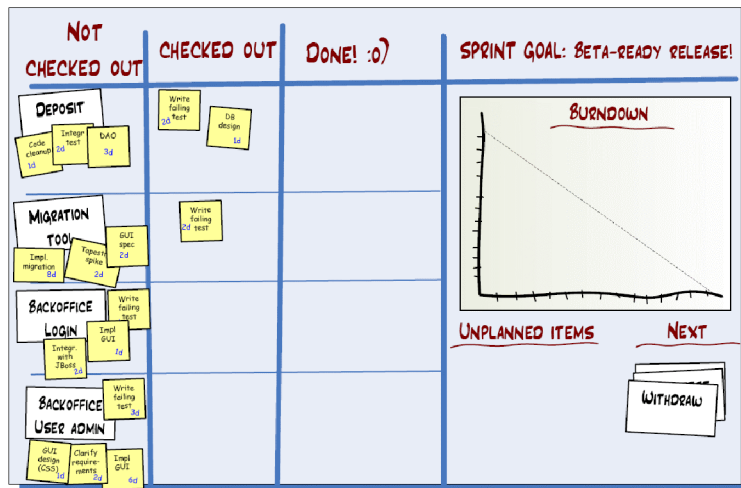 NOT
CHECKED OUT
CHECKED OUT
DONE! :o)
SPRINT GOAL: BETA-READY RELEASE!
DEPOSIT
Code
cleanup
1d
Integr
test
2d
DAO
3d
Write
failing
test
2d
DB
design
1d
BURNDOWN
MIGRATION
TOOL
Impl.
migration
8d
Tapestry
spike
2d
GUI
spec
2d
Write
failing
test
2d
BACKOFFICE
LOGIN
Write
failing
test
Impl
GUI
1d
Integr.
with
JBoss
2d
UNPLANNED ITEMS
NEXT
WITHDRAW
BACKOFFICE
USER ADMIN
Write
failing
test
3d
GUI
design
(CSS)
1d
Clarify
require-
ments
2d
Impl
GUI
6d